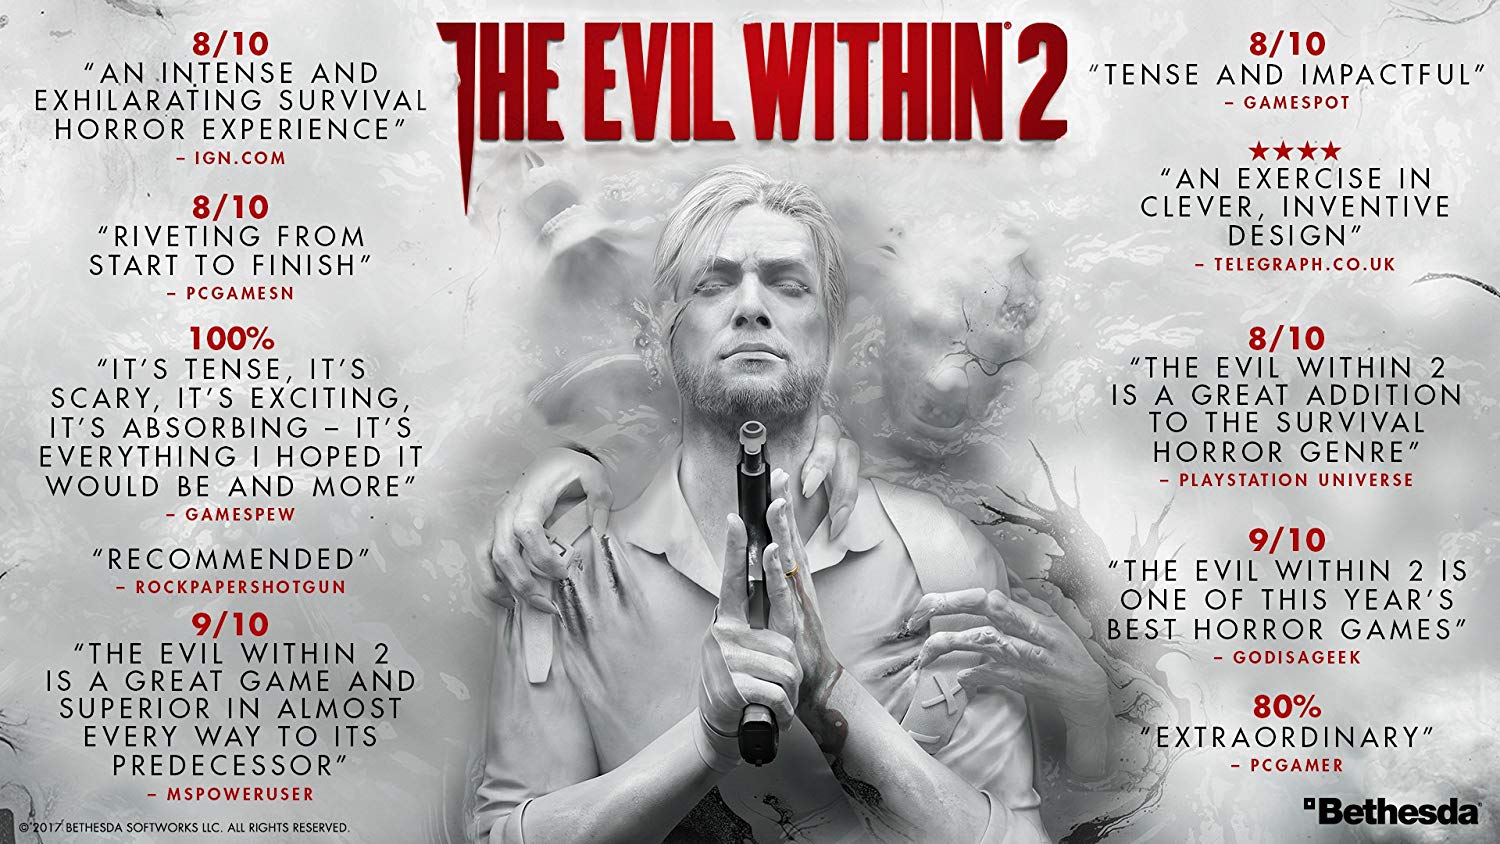 THE EVIL WITHIN® 2
8/10
“AN INTENSE AND
EXHILARATING SURVIVAL
HORROR EXPERIENCE”
– IGN.COM
8/10
“RIVETING FROM
START TO FINISH”
– PCGAMESN
100%
“IT’S TENSE, IT’S
SCARY, IT’S EXCITING,
IT’S ABSORBING – IT’S
EVERYTHING I HOPED IT
WOULD BE AND MORE”
– GAMESPEW
“RECOMMENDED”
– ROCKPAPERSHOTGUN
9/10
“THE EVIL WITHIN 2
IS A GREAT GAME AND
SUPERIOR IN ALMOST
EVERY WAY TO ITS
PREDECESSOR”
– MSPOWERUSER
8/10
“TENSE AND IMPACTFUL”
– GAMESPOT
★★★★
“AN EXERCISE IN
CLEVER, INVENTIVE
DESIGN”
– TELEGRAPH.CO.UK
8/10
“THE EVIL WITHIN 2
IS A GREAT ADDITION
TO THE SURVIVAL
HORROR GENRE”
– PLAYSTATION UNIVERSE
9/10
“THE EVIL WITHIN 2 IS
ONE OF THIS YEAR’S
BEST HORROR GAMES”
– GODISAGEEK
80%
“EXTRAORDINARY”
– PCGAMER
Bethesda
© 2017 BETHESDA SOFTWORKS LLC. ALL RIGHTS RESERVED.